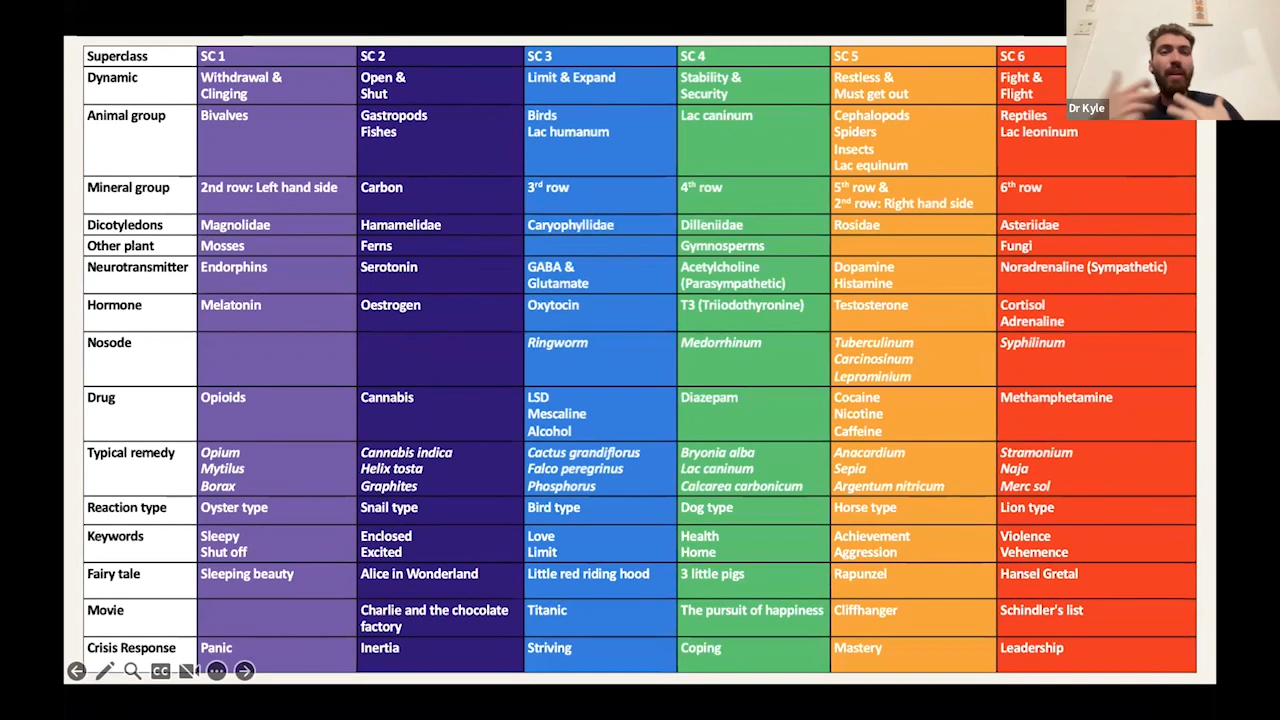 Superclass SC 1 SC 2 SC 3 SC 4 SC 5 SC 6
Dynamic Withdrawal & Open & Limit & Expand Stability & Restless & Fight &
Clinging Shut Security Must get out Flight
Dr Kyle
Animal group Bivalves Gastropods Birds Lac caninum Cephalopods Reptiles
Fishes Lac humanum Spiders Lac leoninum
Insects
Lac equinum
Mineral group 2nd row: Left hand side Carbon 3rd row 4th row 5th row & 6th row
2nd row: Right hand side
Dicotyledons Magnolidae Hamamelidae Caryophyllidae Dilleniidae Rosidae Asteriidae
Other plant Mosses Ferns Gymnosperms Fungi
Neurotransmitter Endorphins Serotonin GABA & Acetylcholine Dopamine Noradrenaline (Sympathetic)
Glutamate (Parasympathetic) Histamine
Hormone Melatonin Oestrogen Oxytocin T3 (Triiodothyronine) Testosterone Cortisol
Adrenaline
Nosode Ringworm Medorrhinum Tuberculinum Syphilinum
Carcinosinum
Leprominium
Drug Opioids Cannabis LSD Diazepam Cocaine Methamphetamine
Mescaline Nicotine
Alcohol Caffeine
Typical remedy Opium Cannabis indica Cactus grandiflorus Bryonia alba Anacardium Stramonium
Mytilus Helix tosta Falco peregrinus Lac caninum Sepia Naja
Borax Graphites Phosphorus Calcarea carbonicum Argentum nitricum Merc sol
Reaction type Oyster type Snail type Bird type Dog type Horse type Lion type
Keywords Sleepy Enclosed Love Health Achievement Violence
Shut off Excited Limit Home Aggression Vehemence
Fairy tale Sleeping beauty Alice in Wonderland Little red riding hood 3 little pigs Rapunzel Hansel Gretal
Movie Charlie and the chocolate Titanic The pursuit of happiness Cliffhanger Schindler's list
factory
Crisis Response Panic Inertia Striving Coping Mastery Leadership
CC